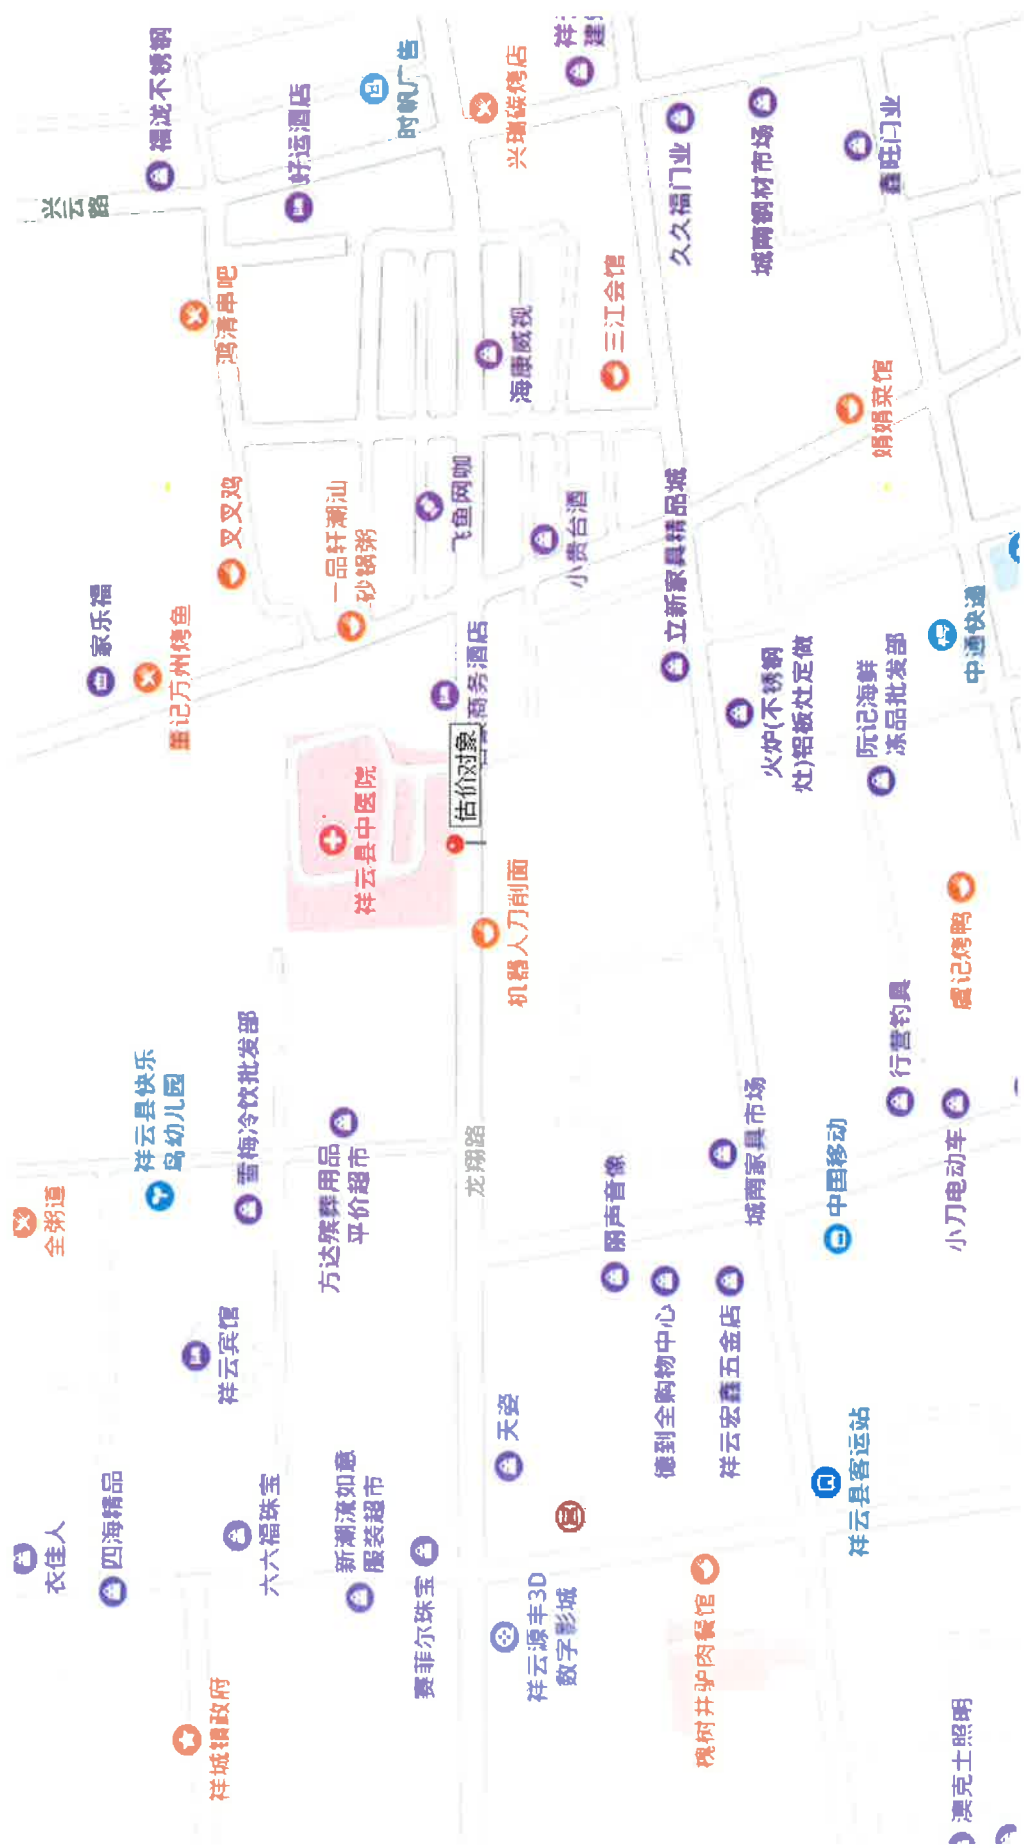 衣佳人
四海精品
祥城镇政府
六六福珠宝
新潮流如意
服装超市
赛菲尔珠宝
祥云源丰3D
数字影城
天姿
槐树井驴肉餐馆
澳克士照明
全粥道
祥云县快乐
鸟幼儿园
祥云宾馆
雪梅冷饮批发部
方达殡葬用品
平价超市
龙翔路
丽声音像
德到全购物中心
祥云宏鑫五金店
城南家具市场
祥云县客运站
中国移动
小刀电动车
行营钓具
家乐福
重记万州烤鱼
祥云县中医院
估价对象
商务酒店
机器人刀削面
叉叉鸡
一品轩潮汕
砂锅粥
飞鱼网咖
小贵台酒
立新家具精品城
火炉(不锈钢
灶)铝板灶定做
阮记海鲜
冻品批发部
中通快递
盧记烤鸭
兴云路
福泷不锈钢
好运酒店
时帆广告
兴瑞碳烤店
祥
建
鸿清串吧
海康威视
三江会馆
久久福门业
城南钢材市场
鑫旺门业
娟娟菜馆